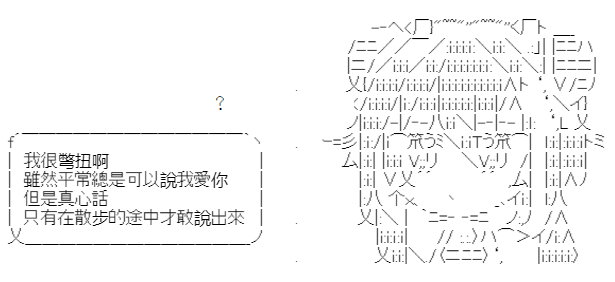 ？
我很彆扭啊
雖然平常總是可以說我愛你
但是真心話
只有在散步的途中才敢說出來